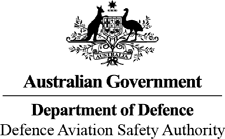 Australian Government
Department of Defence
Defence Aviation Safety Authority